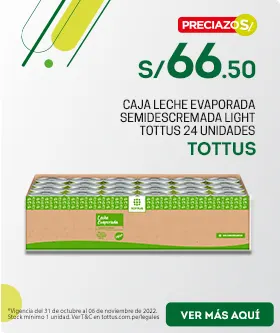 PRECIAZO S/
S/66.50
CAJA LECHE EVAPORADA
SEMIDESCREMADA LIGHT
TOTTUS 24 UNIDADES
TOTTUS
Leche
Evaporada
TOTTUS
*Vigencia del 31 de octubre al 06 de noviembre de 2022.
Stock mínimo 1 unidad. Ver T&C en tottus.com.pe/legales
VER MÁS AQUÍ